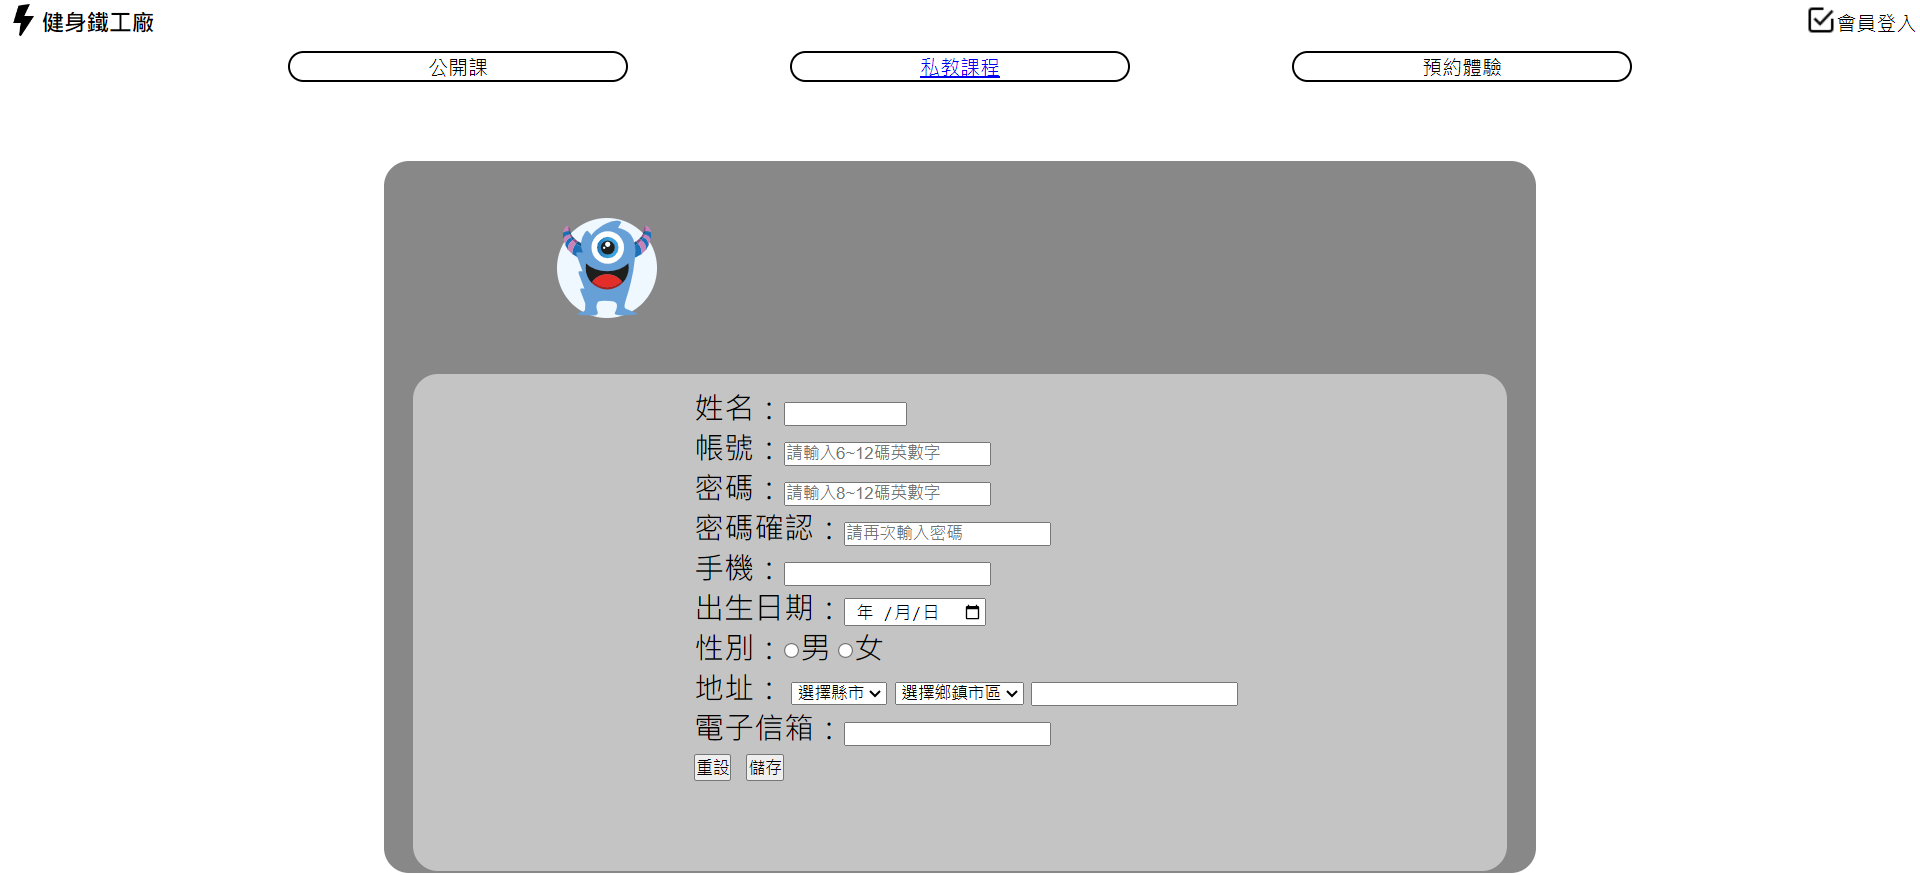 健身鐵工廠
會員登入
公開課
私教課程
預約體驗
姓名：
帳號：請輸入6~12碼英數字
密碼：請輸入8~12碼英數字
密碼確認：請再次輸入密碼
手機：
出生日期：年 /月/日
性別：男 女
地址： 選擇縣市 選擇鄉鎮市區
電子信箱：
重設 儲存